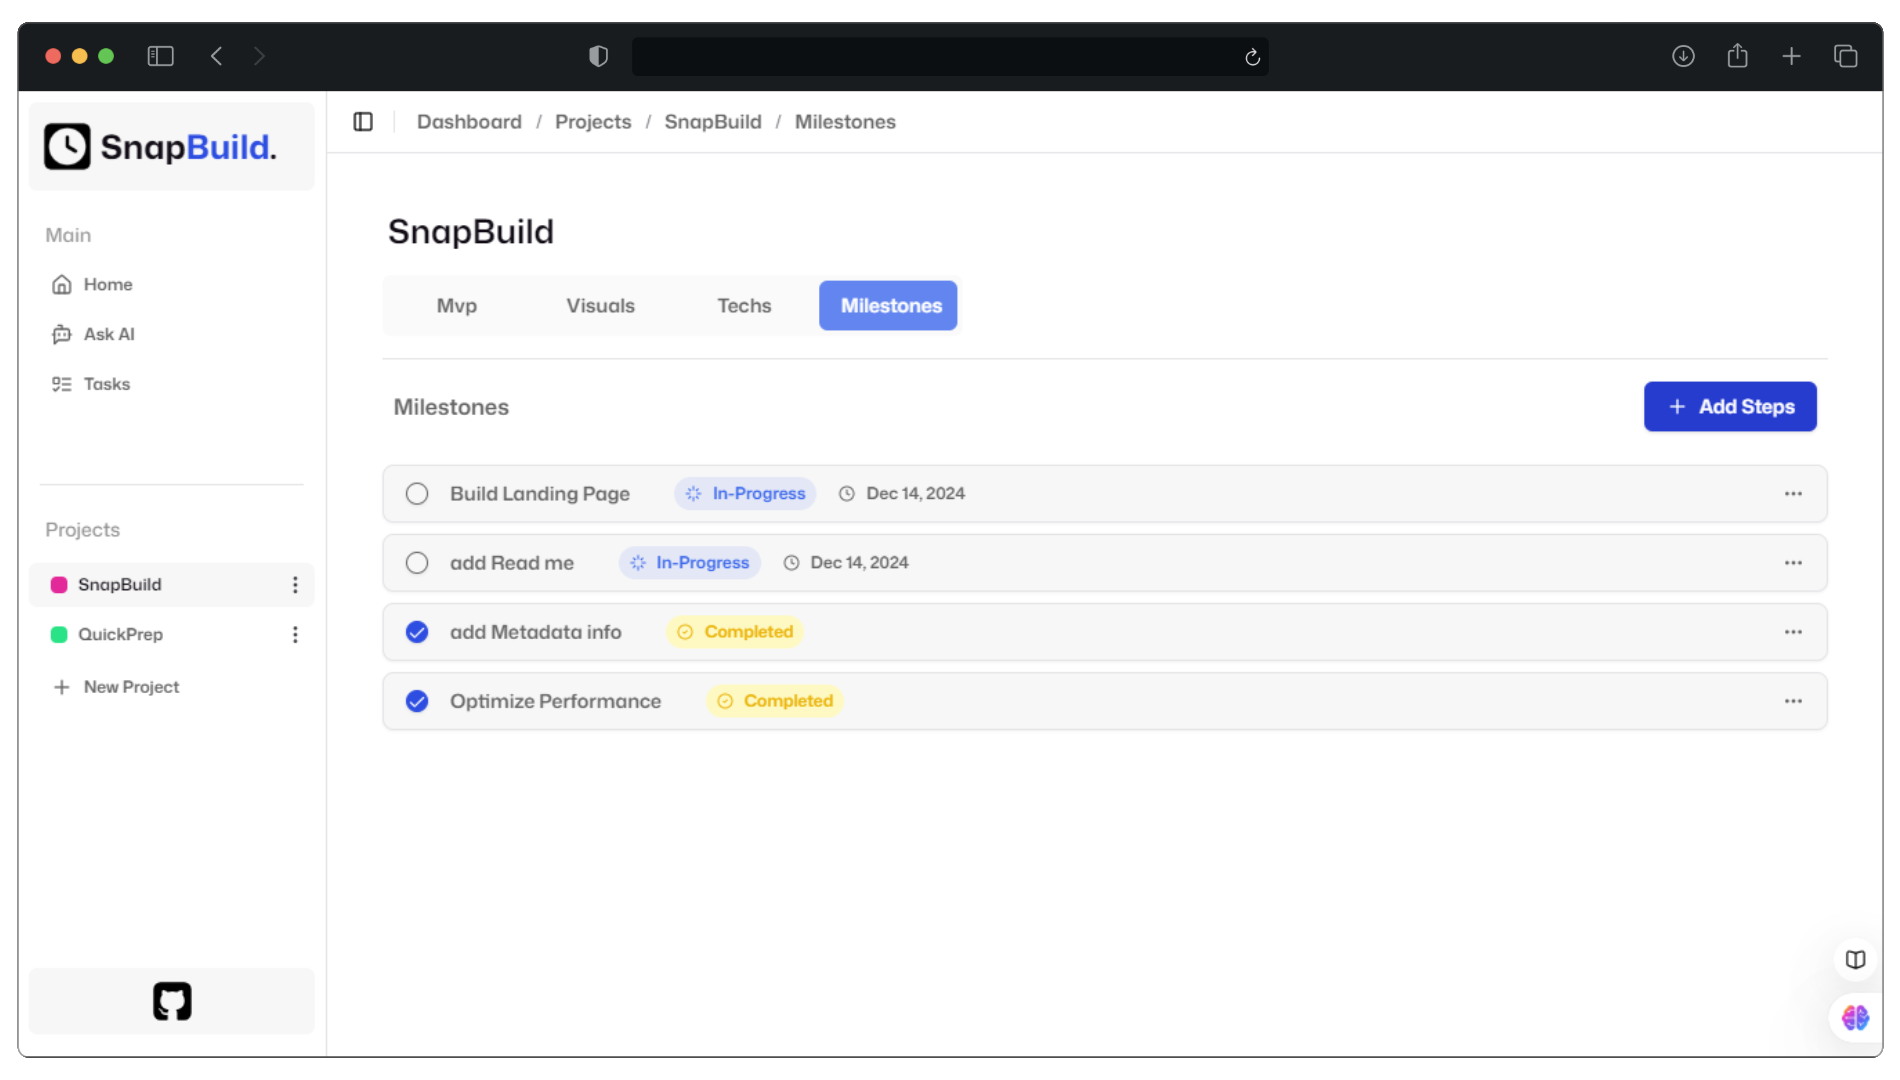 SnapBuild.
Dashboard / Projects / SnapBuild / Milestones
Main
Home
Ask AI
Tasks
Projects
SnapBuild
QuickPrep
New Project
SnapBuild
Mvp Visuals Techs Milestones
Milestones
Add Steps
Build Landing Page In-Progress Dec 14, 2024
add Read me In-Progress Dec 14, 2024
add Metadata info Completed
Optimize Performance Completed